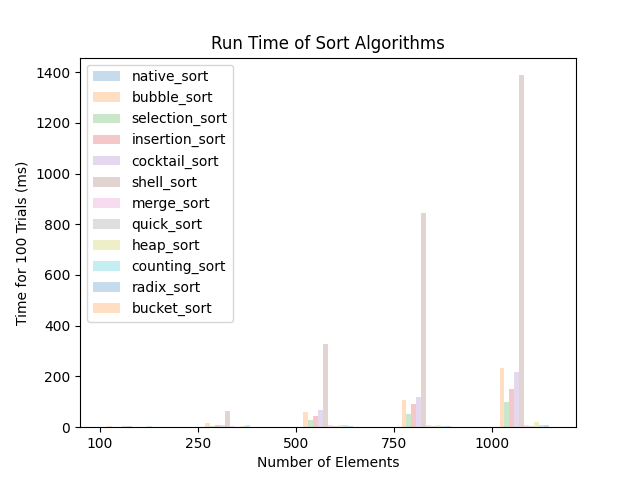 Run Time of Sort Algorithms
1400
1200
1000
800
600
400
200
0
Time for 100 Trials (ms)
native_sort
bubble_sort
selection_sort
insertion_sort
cocktail_sort
shell_sort
merge_sort
quick_sort
heap_sort
counting_sort
radix_sort
bucket_sort
100 250 500 750 1000
Number of Elements